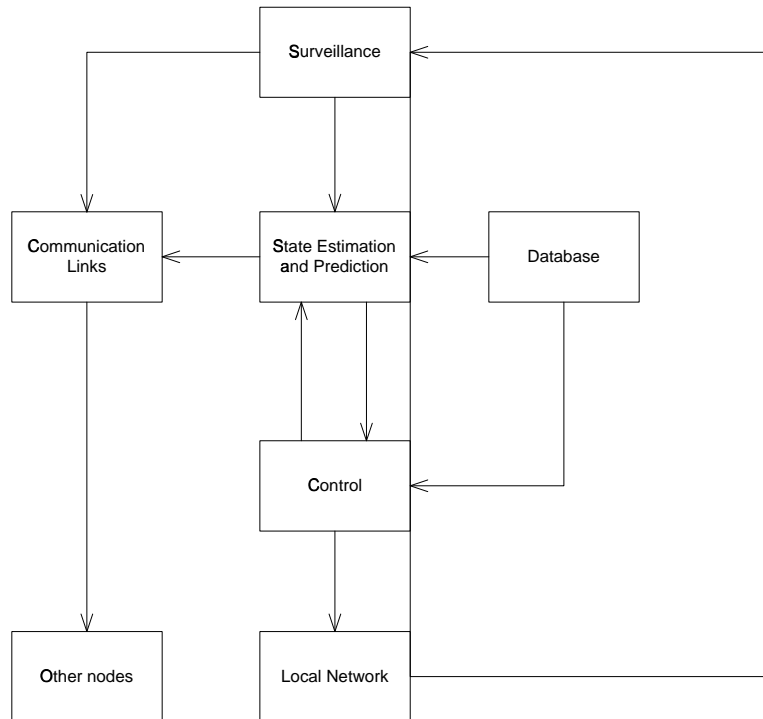 Surveillance
Communication
Links
State Estimation
and Prediction
Database
Control
Other nodes
Local Network